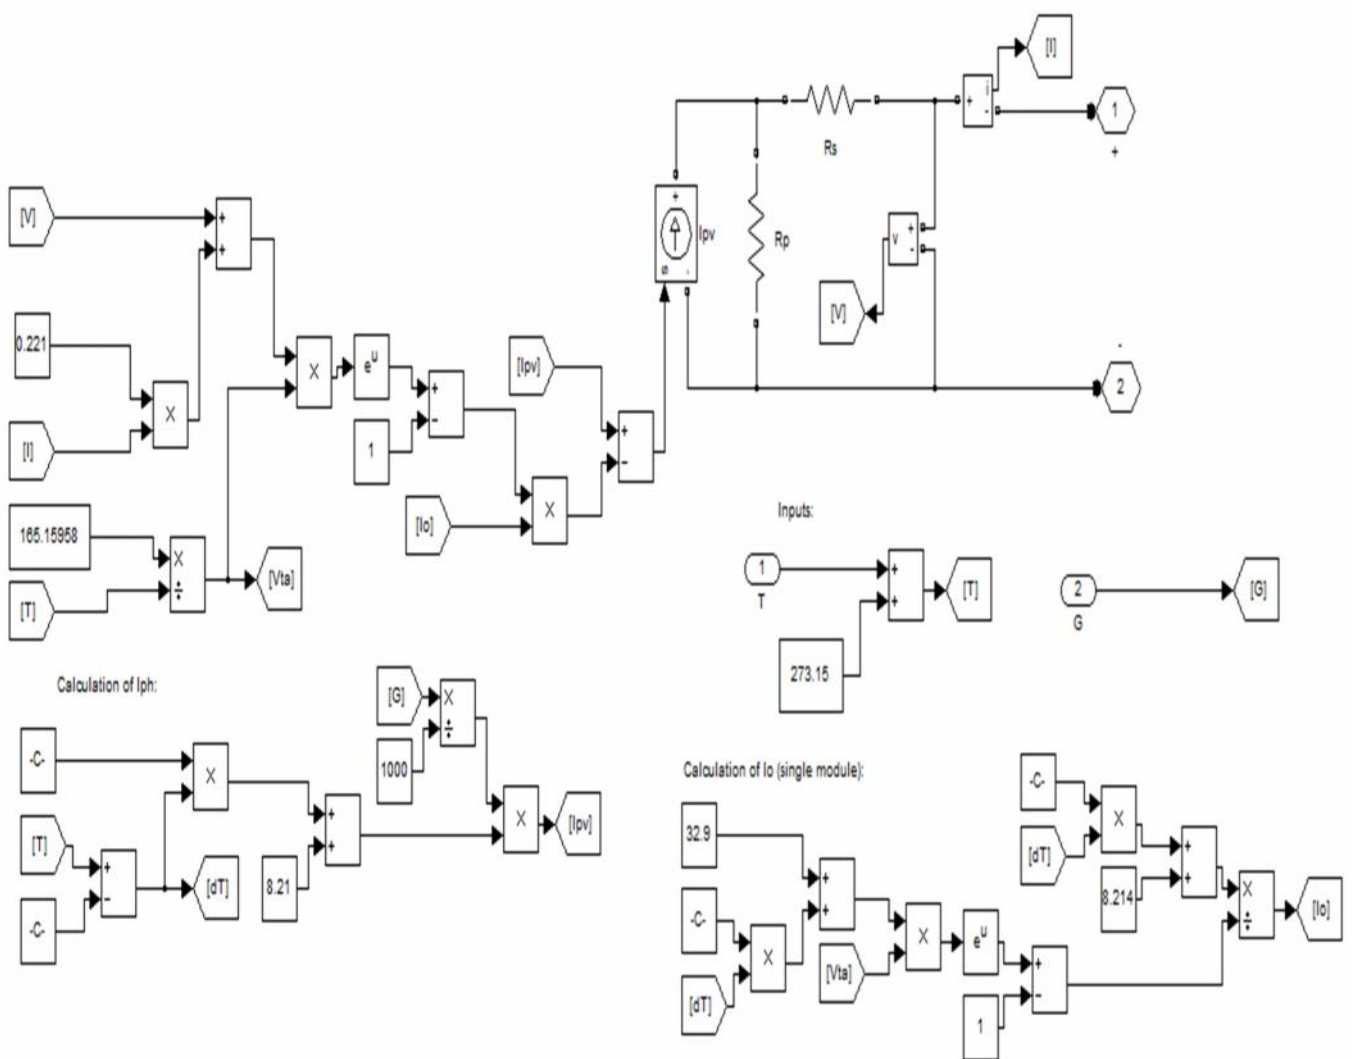 [I]
i
+
-
1
+
Rs
[V]
+
+
+
s
-
Ipv
Rp
v
+
-
0.221
X
X
e^u
[Ipv]
[V]
-
2
+
-
1
+
-
[I]
[Io]
X
165.15958
X
÷
[Vta]
[T]
Inputs:
1
T
+
+
[T]
2
G
[G]
273.15
Calculation of Iph:
[G]
X
÷
1000
-C-
X
[T]
+
-
-C-
[dT]
+
+
8.21
X
[Ipv]
Calculation of Io (single module):
-C-
X
[dT]
+
+
8.214
X
÷
[Io]
32.9
+
+
-C-
X
[dT]
[Vta]
X
e^u
+
-
1